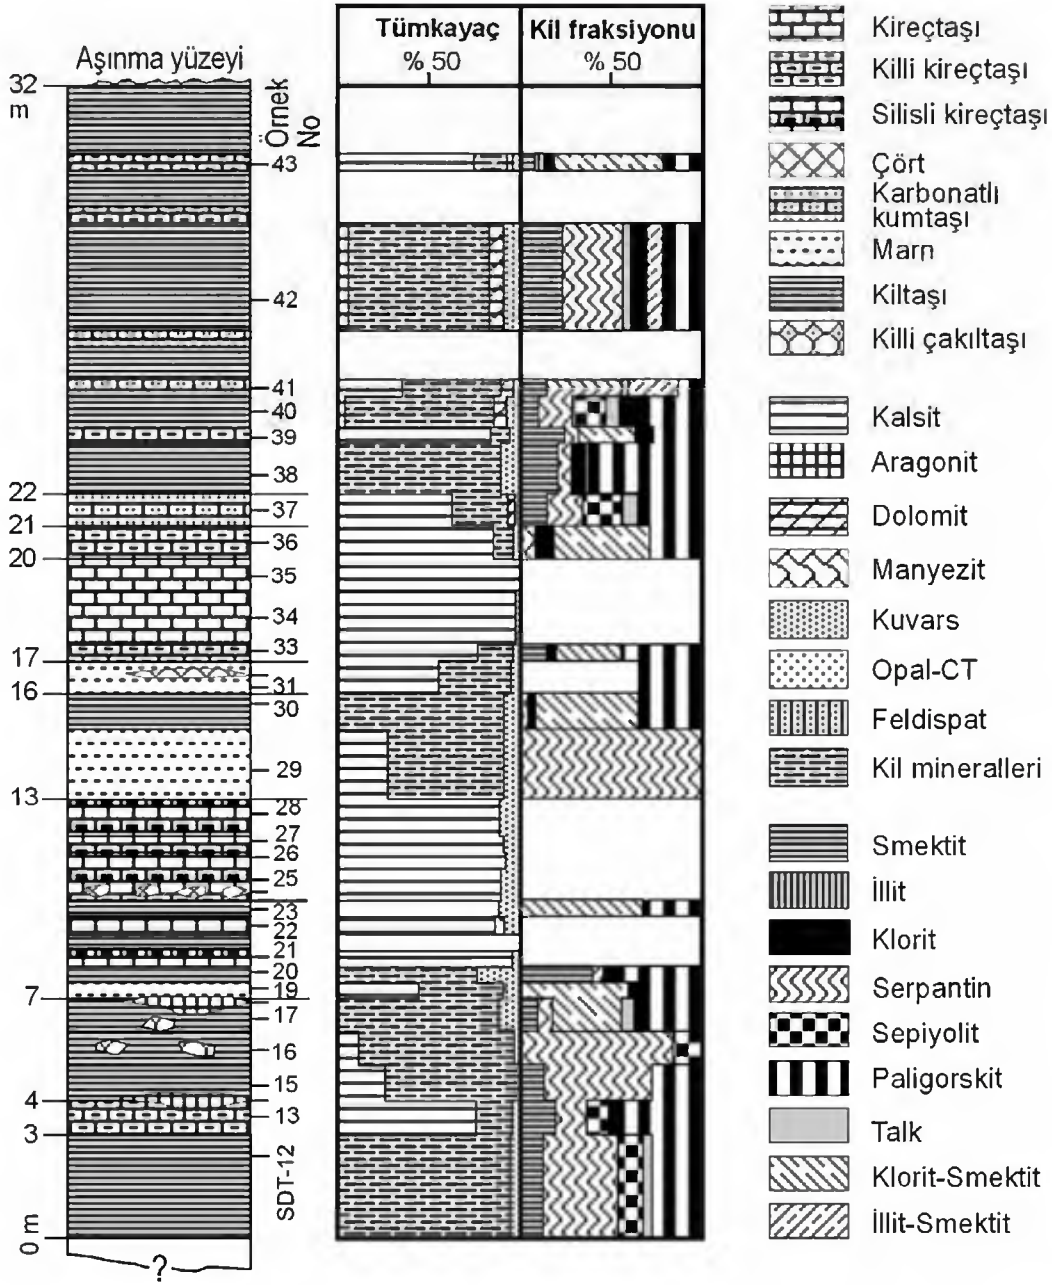 Aşınma yüzeyi
Örnek No
32
m
22
21
20
17
16
13
7
4
3
0 m
43
42
41
40
39
38
37
36
35
34
33
31
30
29
28
27
26
25
23
22
21
20
19
17
16
15
13
SDT-12
?
Tümkayaç
% 50
Kil fraksiyonu
% 50
Kireçtaşı
Killi kireçtaşı
Silisli kireçtaşı
Çört
Karbonatlı
kumtaşı
Marn
Kiltaşı
Killi çakıltaşı
Kalsit
Aragonit
Dolomit
Manyezit
Kuvars
Opal-CT
Feldispat
Kil mineralleri
Smektit
İllit
Klorit
Serpantin
Sepiyolit
Paligorskit
Talk
Klorit-Smektit
İllit-Smektit